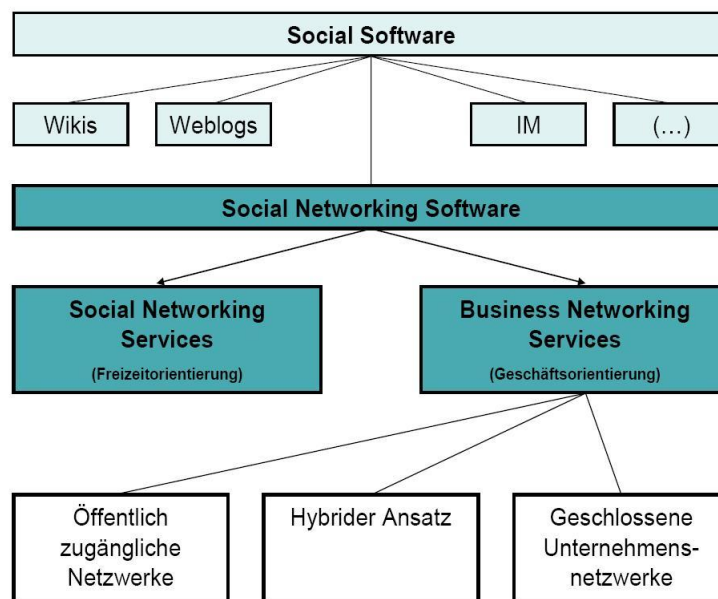 Social Software
Wikis
Weblogs
IM
(...)
Social Networking Software
Social Networking
Services
(Freizeitorientierung)
Business Networking
Services
(Geschäftsorientierung)
Öffentlich
zugängliche
Netzwerke
Hybrider Ansatz
Geschlossene
Unternehmens-
netzwerke